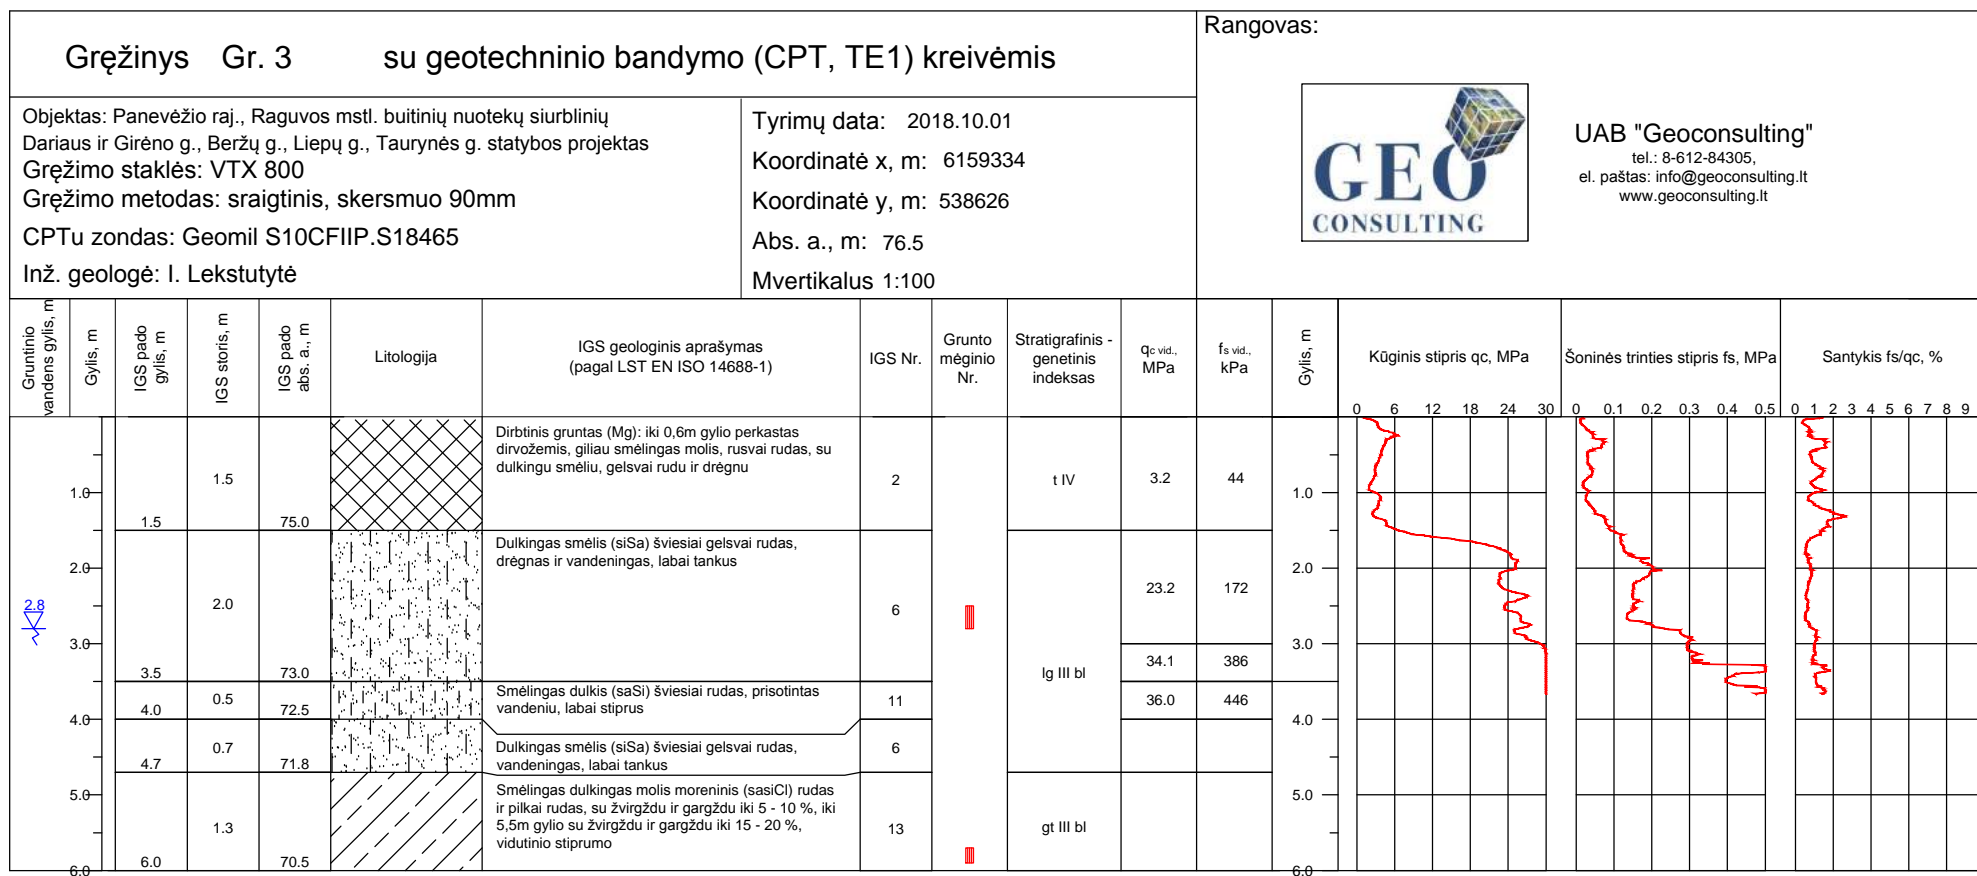 Gręžinys Gr. 3 su geotechninio bandymo (CPT, TE1) kreivėmis
Rangovas:
Objektas: Panevėžio raj., Raguvos mstl. buitinių nuotekų siurblinių
Dariaus ir Girėno g., Beržų g., Liepų g., Taurynės g. statybos projektas
Gręžimo staklės: VTX 800
Gręžimo metodas: sraigtinis, skersmuo 90mm
CPTu zondas: Geomil S10CFIIP.S18465
Inž. geologė: I. Lekstutytė
Tyrimų data: 2018.10.01
Koordinatė x, m: 6159334
Koordinatė y, m: 538626
Abs. a., m: 76.5
Mvertikalus 1:100
GEO
CONSULTING
UAB "Geoconsulting"
tel.: 8-612-84305,
el. paštas: info@geoconsulting.lt
www.geoconsulting.lt
Gruntinio
vandens gylis, m
Gylis, m
IGS pado
gylis, m
IGS storis, m
IGS pado
abs. a., m
Litologija
IGS geologinis aprašymas
(pagal LST EN ISO 14688-1)
IGS Nr.
Grunto
mėginio
Nr.
Stratigrafinis -
genetinis
indeksas
qc vid.,
MPa
fs vid.,
kPa
Gylis, m
Kūginis stipris qc, MPa
0 6 12 18 24 30
Šoninės trinties stipris fs, MPa
0 0.1 0.2 0.3 0.4 0.5
Santykis fs/qc, %
0 1 2 3 4 5 6 7 8 9
2.8
1.0
2.0
3.0
4.0
5.0
6.0
1.5
1.5
75.0
Dirbtinis gruntas (Mg): iki 0,6m gylio perkastas
dirvožemis, giliau smėlingas molis, rusvai rudas, su
dulkingu smėliu, gelsvai rudu ir drėgnu
2
t IV
3.2
44
3.5
2.0
73.0
Dulkingas smėlis (siSa) šviesiai gelsvai rudas,
drėgnas ir vandeningas, labai tankus
6
lg III bl
23.2
172
34.1
386
4.0
0.5
72.5
Smėlingas dulkis (saSi) šviesiai rudas, prisotintas
vandeniu, labai stiprus
11
36.0
446
4.7
0.7
71.8
Dulkingas smėlis (siSa) šviesiai gelsvai rudas,
vandeningas, labai tankus
6
6.0
1.3
70.5
Smėlingas dulkingas molis moreninis (sasiCl) rudas
ir pilkai rudas, su žvirgždu ir gargždu iki 5 - 10 %, iki
5,5m gylio su žvirgždu ir gargždu iki 15 - 20 %,
vidutinio stiprumo
13
gt III bl
1.0
2.0
3.0
4.0
5.0
6.0